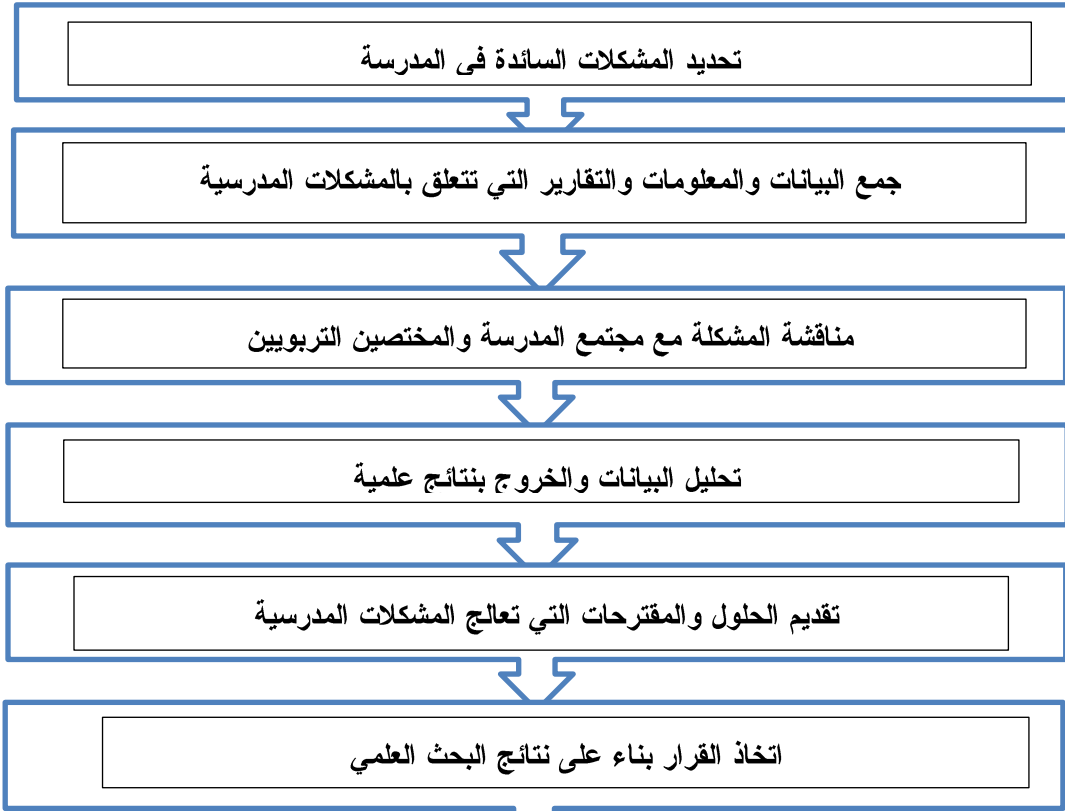 تحديد المشكلات السائدة في المدرسة
جمع البيانات والمعلومات والتقارير التي تتعلق بالمشكلات المدرسية
مناقشة المشكلة مع مجتمع المدرسة والمختصين التربويين
تحليل البيانات والخروج بنتائج علمية
تقديم الحلول والمقترحات التي تعالج المشكلات المدرسية
اتخاذ القرار بناء على نتائج البحث العلمي